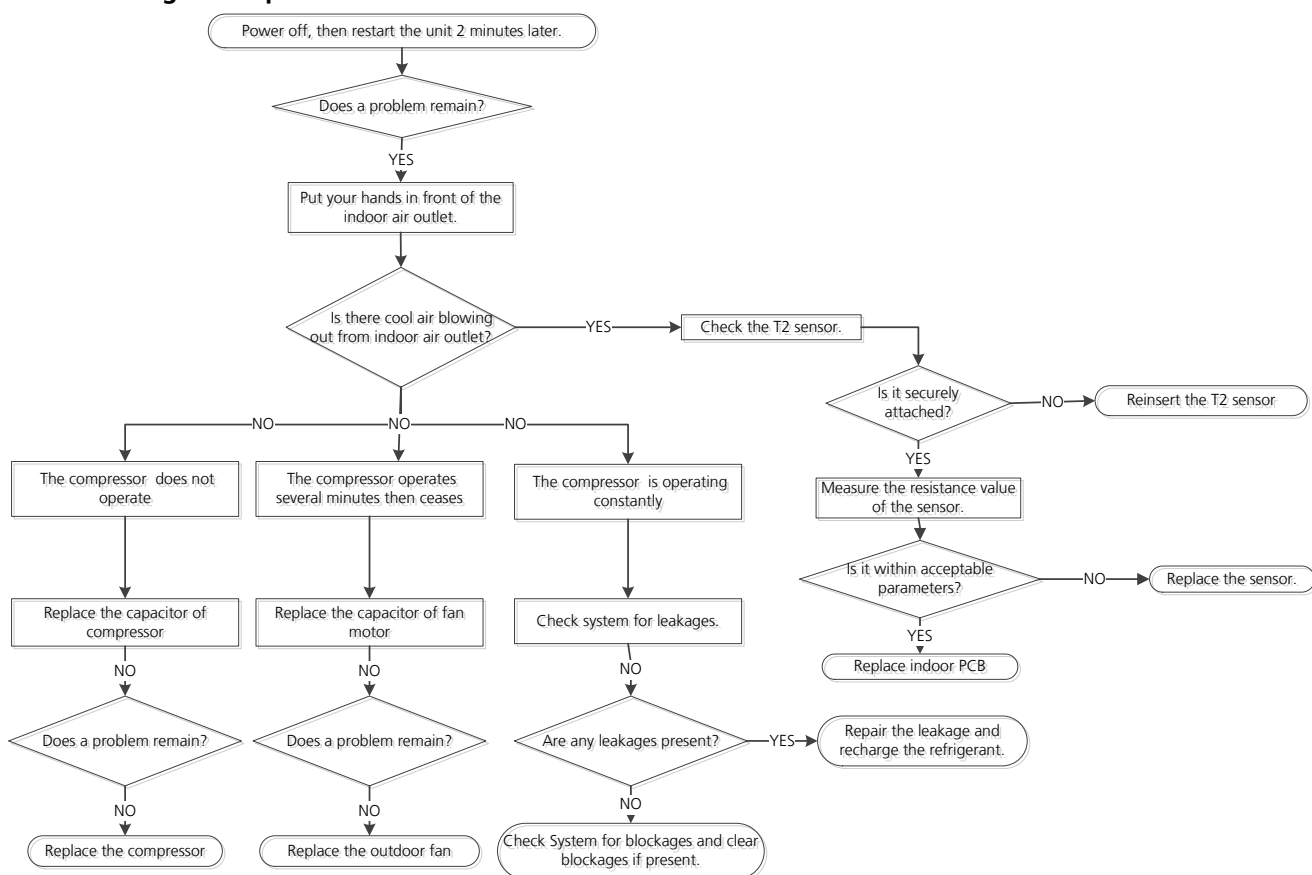 Power off, then restart the unit 2 minutes later.
Does a problem remain?
YES
Put your hands in front of the
indoor air outlet.
Is there cool air blowing
out from indoor air outlet?
YES
Check the T2 sensor.
Is it securely
attached?
NO
Reinsert the T2 sensor
YES
Measure the resistance value
of the sensor.
Is it within acceptable
parameters?
NO
Replace the sensor.
YES
Replace indoor PCB
NO
NO
NO
The compressor does not
operate
The compressor operates
several minutes then ceases
The compressor is operating
constantly
Replace the capacitor of
compressor
Replace the capacitor of fan
motor
Check system for leakages.
NO
NO
NO
Does a problem remain?
Does a problem remain?
Are any leakages present?
YES
Repair the leakage and
recharge the refrigerant.
NO
NO
NO
Replace the compressor
Replace the outdoor fan
Check System for blockages and clear
blockages if present.